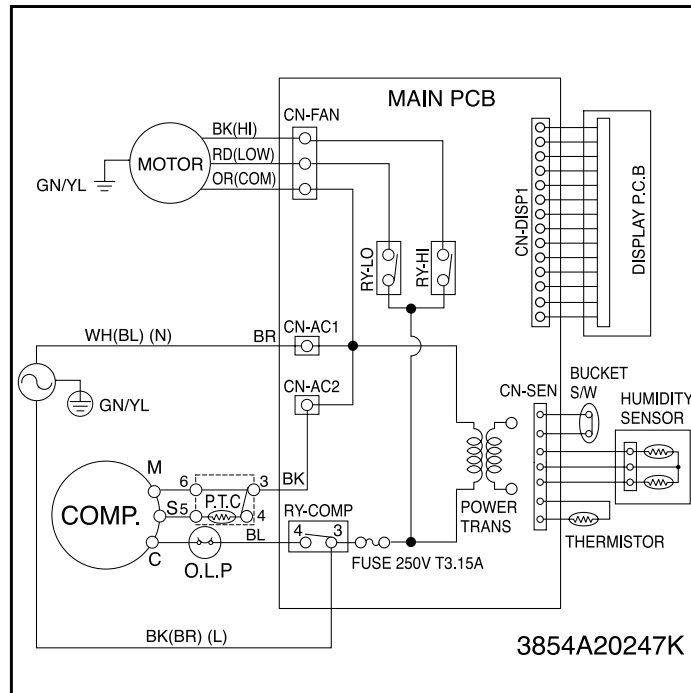 MAIN PCB
CN-FAN
BK(HI)
RD(LOW)
OR(COM)
MOTOR
GN/YL
RY-LO
RY-HI
CN-DISP1
DISPLAY P.C.B
WH(BL) (N)
BR
CN-AC1
CN-AC2
GN/YL
CN-SEN
BUCKET
S/W
HUMIDITY
SENSOR
M
6
3
BK
P.T.C
S
5
4
COMP.
C
O.L.P
BL
RY-COMP
4
3
FUSE 250V T3.15A
POWER
TRANS
THERMISTOR
BK(BR) (L)
3854A20247K